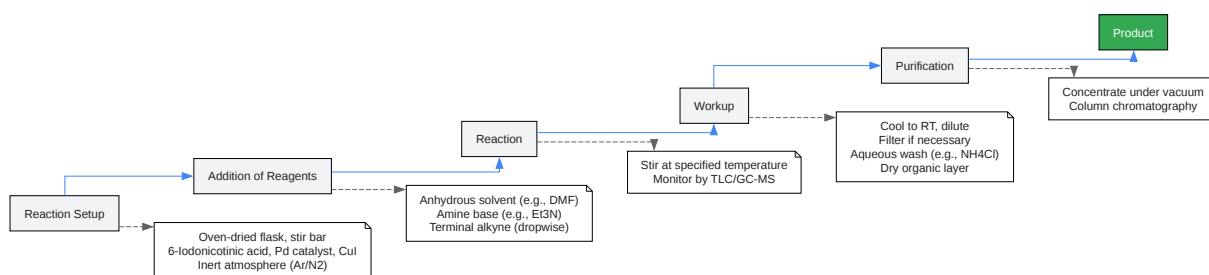 Reaction Setup
Oven-dried flask, stir bar
6-Iodonicotinic acid, Pd catalyst, CuI
Inert atmosphere (Ar/N2)
Addition of Reagents
Anhydrous solvent (e.g., DMF)
Amine base (e.g., Et3N)
Terminal alkyne (dropwise)
Reaction
Stir at specified temperature
Monitor by TLC/GC-MS
Workup
Cool to RT, dilute
Filter if necessary
Aqueous wash (e.g., NH4Cl)
Dry organic layer
Purification
Concentrate under vacuum
Column chromatography
Product